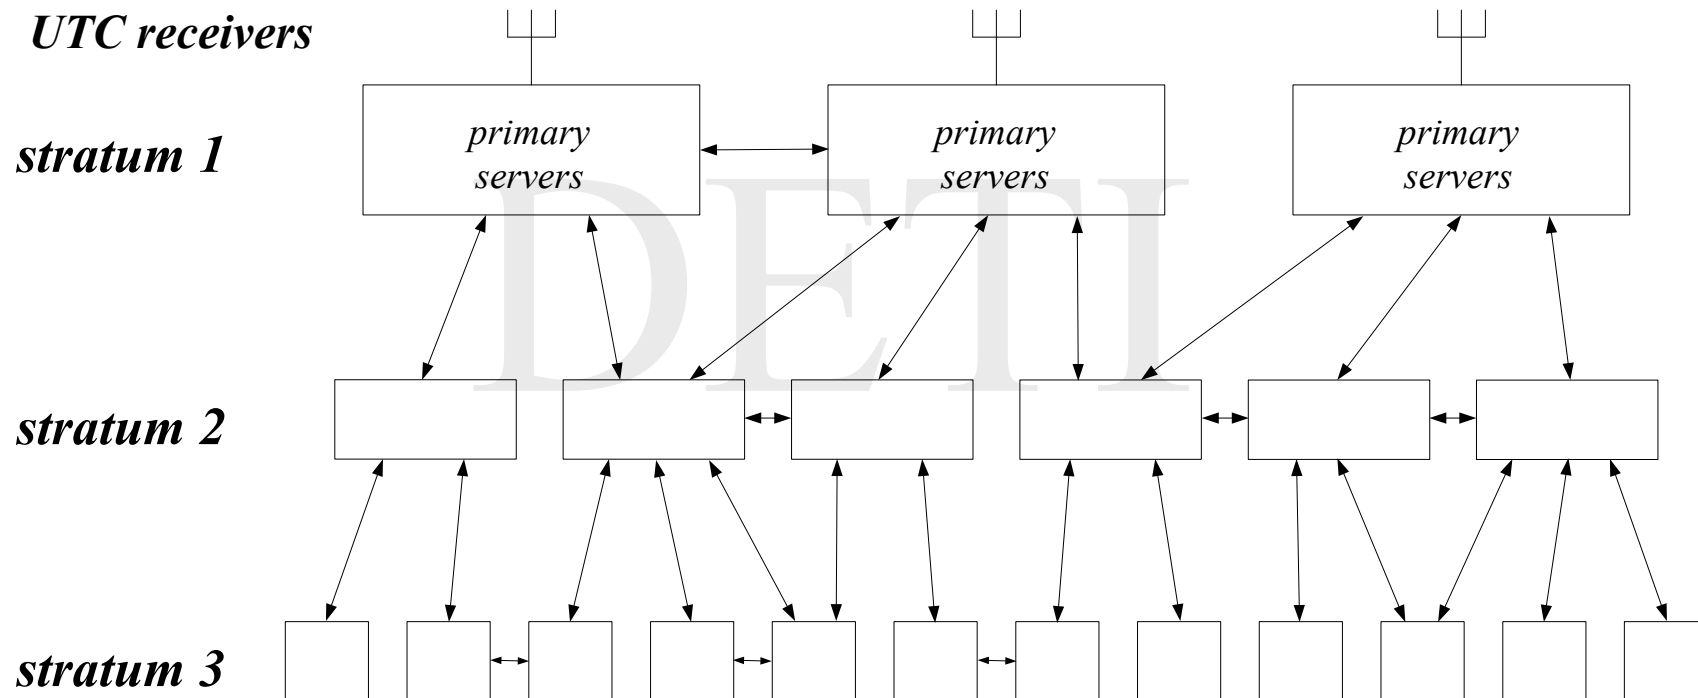 UTC receivers
stratum 1
primary
servers
primary
servers
primary
servers
DETI
stratum 2
stratum 3